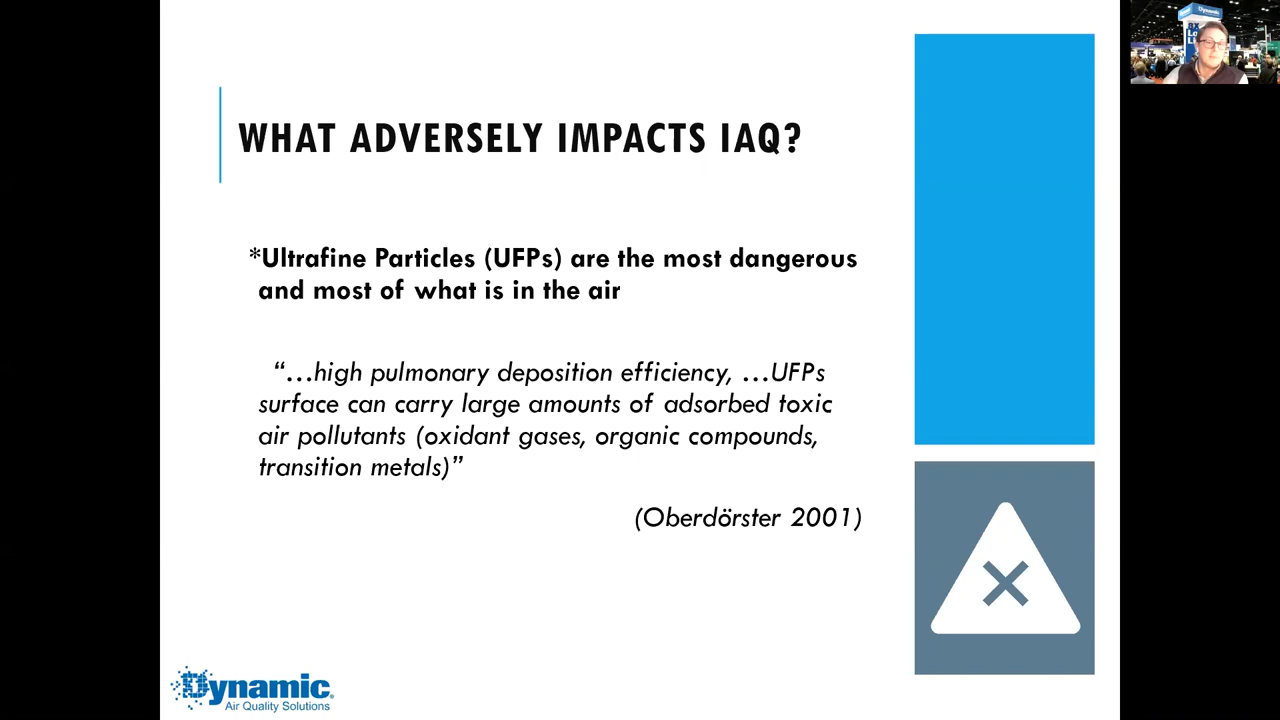 WHAT ADVERSELY IMPACTS IAQ?
*Ultrafine Particles (UFPs) are the most dangerous
and most of what is in the air
“...high pulmonary deposition efficiency, ...UFPs
surface can carry large amounts of adsorbed toxic
air pollutants (oxidant gases, organic compounds,
transition metals)”
(Oberdörster 2001)
Dynamic®
Air Quality Solutions
Dynamic